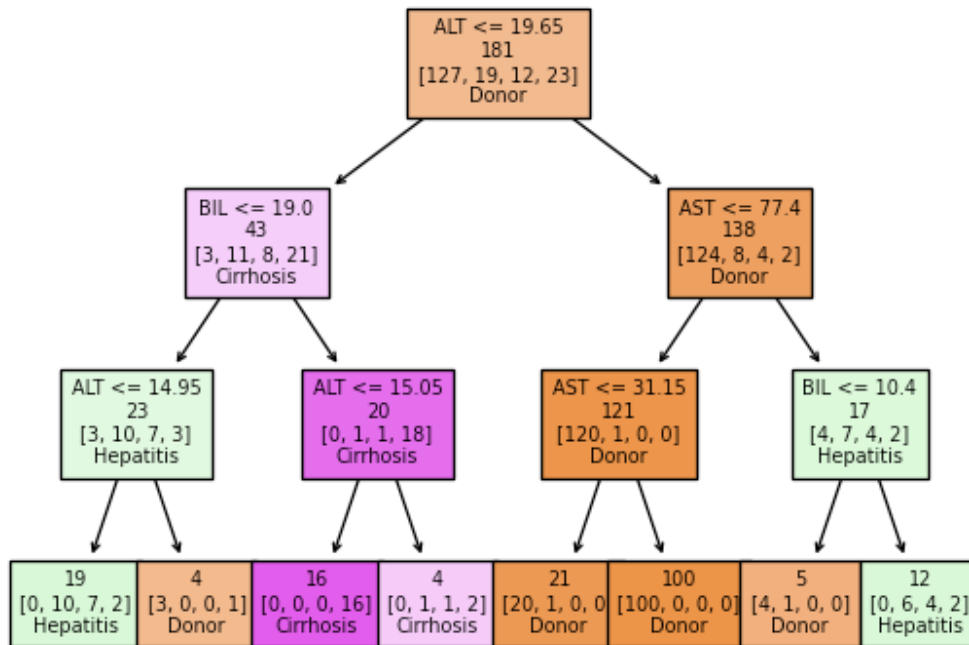 ALT <= 19.65
181
[127, 19, 12, 23]
Donor
BIL <= 19.0
43
[3, 11, 8, 21]
Cirrhosis
AST <= 77.4
138
[124, 8, 4, 2]
Donor
ALT <= 14.95
23
[3, 10, 7, 3]
Hepatitis
ALT <= 15.05
20
[0, 1, 1, 18]
Cirrhosis
AST <= 31.15
121
[120, 1, 0, 0]
Donor
BIL <= 10.4
17
[4, 7, 4, 2]
Hepatitis
19
[0, 10, 7, 2]
Hepatitis
4
[3, 0, 0, 1]
Donor
16
[0, 0, 0, 16]
Cirrhosis
4
[0, 1, 1, 2]
Cirrhosis
21
[20, 1, 0, 0
Donor
100
[100, 0, 0, 0]
Donor
5
[4, 1, 0, 0]
Donor
12
[0, 6, 4, 2]
Hepatitis